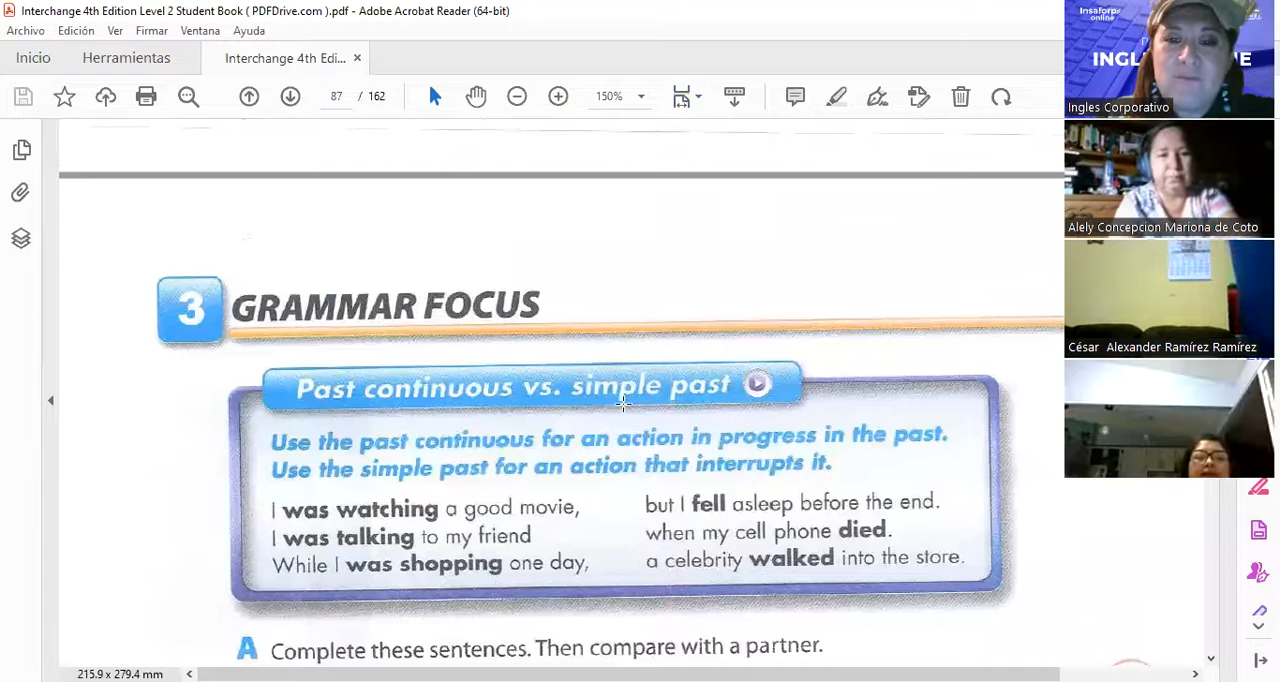 Interchange 4th Edition Level 2 Student Book ( PDFDrive.com ).pdf - Adobe Acrobat Reader (64-bit)
Archivo Edición Ver Firmar Ventana Ayuda
Inicio Herramientas Interchange 4th Edi... ×
87 / 162 150%
3 GRAMMAR FOCUS
Past continuous vs. simple past
Use the past continuous for an action in progress in the past.
Use the simple past for an action that interrupts it.
I was watching a good movie, but I fell asleep before the end.
I was talking to my friend when my cell phone died.
While I was shopping one day, a celebrity walked into the store.
A Complete these sentences. Then compare with a partner.
215.9 x 279.4 mm
online
Ingles Corporativo
Alely Concepcion Mariona de Coto
César Alexander Ramírez Ramírez